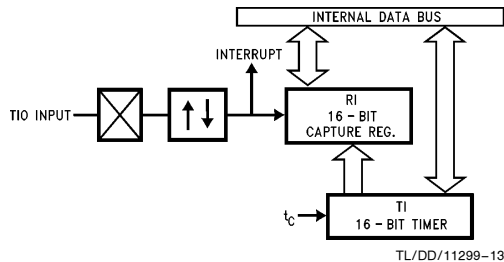 INTERNAL DATA BUS
INTERRUPT
TIO INPUT
RI
16-BIT
CAPTURE REG.
tC
TI
16-BIT TIMER
TL/DD/11299-13